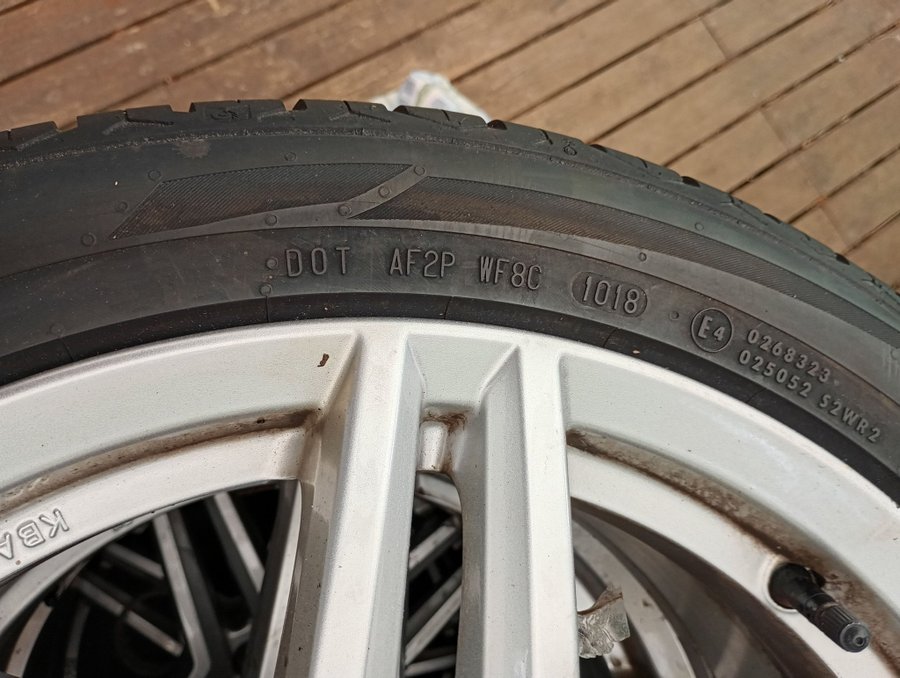 DOT AF2P WF8C 1018
E4 0268323
025052 S2WR2
KBA